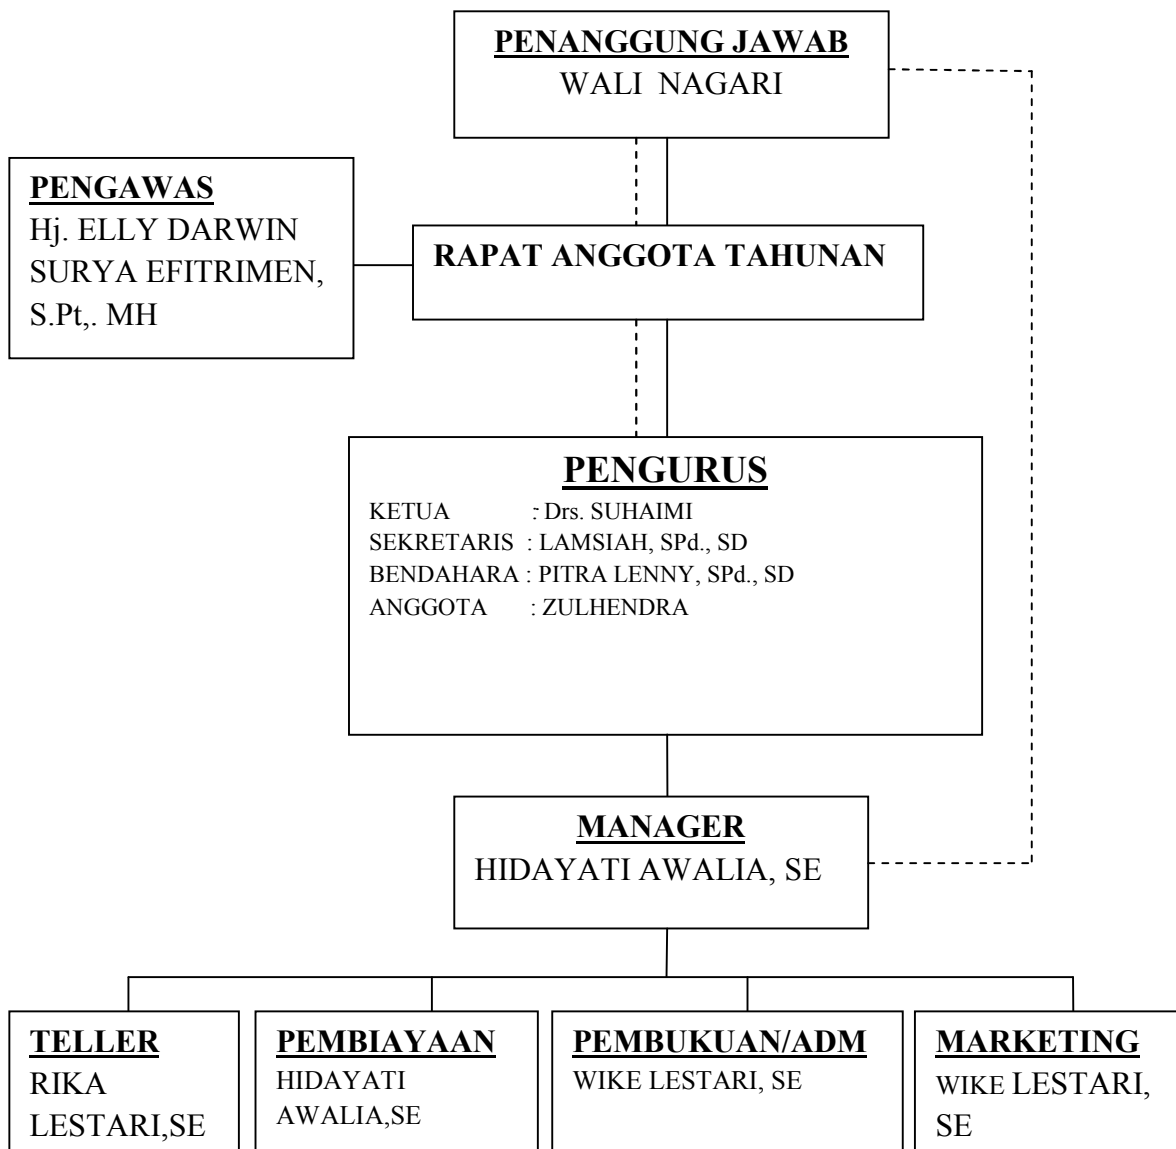 PENANGGUNG JAWAB
WALI NAGARI
PENGAWAS
Hj. ELLY DARWIN
SURYA EFITRIMEN,
S.Pt,. MH
RAPAT ANGGOTA TAHUNAN
PENGURUS
KETUA : Drs. SUHAIMI
SEKRETARIS : LAMSIAH, SPd., SD
BENDAHARA : PITRA LENNY, SPd., SD
ANGGOTA : ZULHENDRA
MANAGER
HIDAYATI AWALIA, SE
TELLER
RIKA
LESTARI,SE
PEMBIAYAAN
HIDAYATI
AWALIA,SE
PEMBUKUAN/ADM
WIKE LESTARI, SE
MARKETING
WIKE LESTARI,
SE